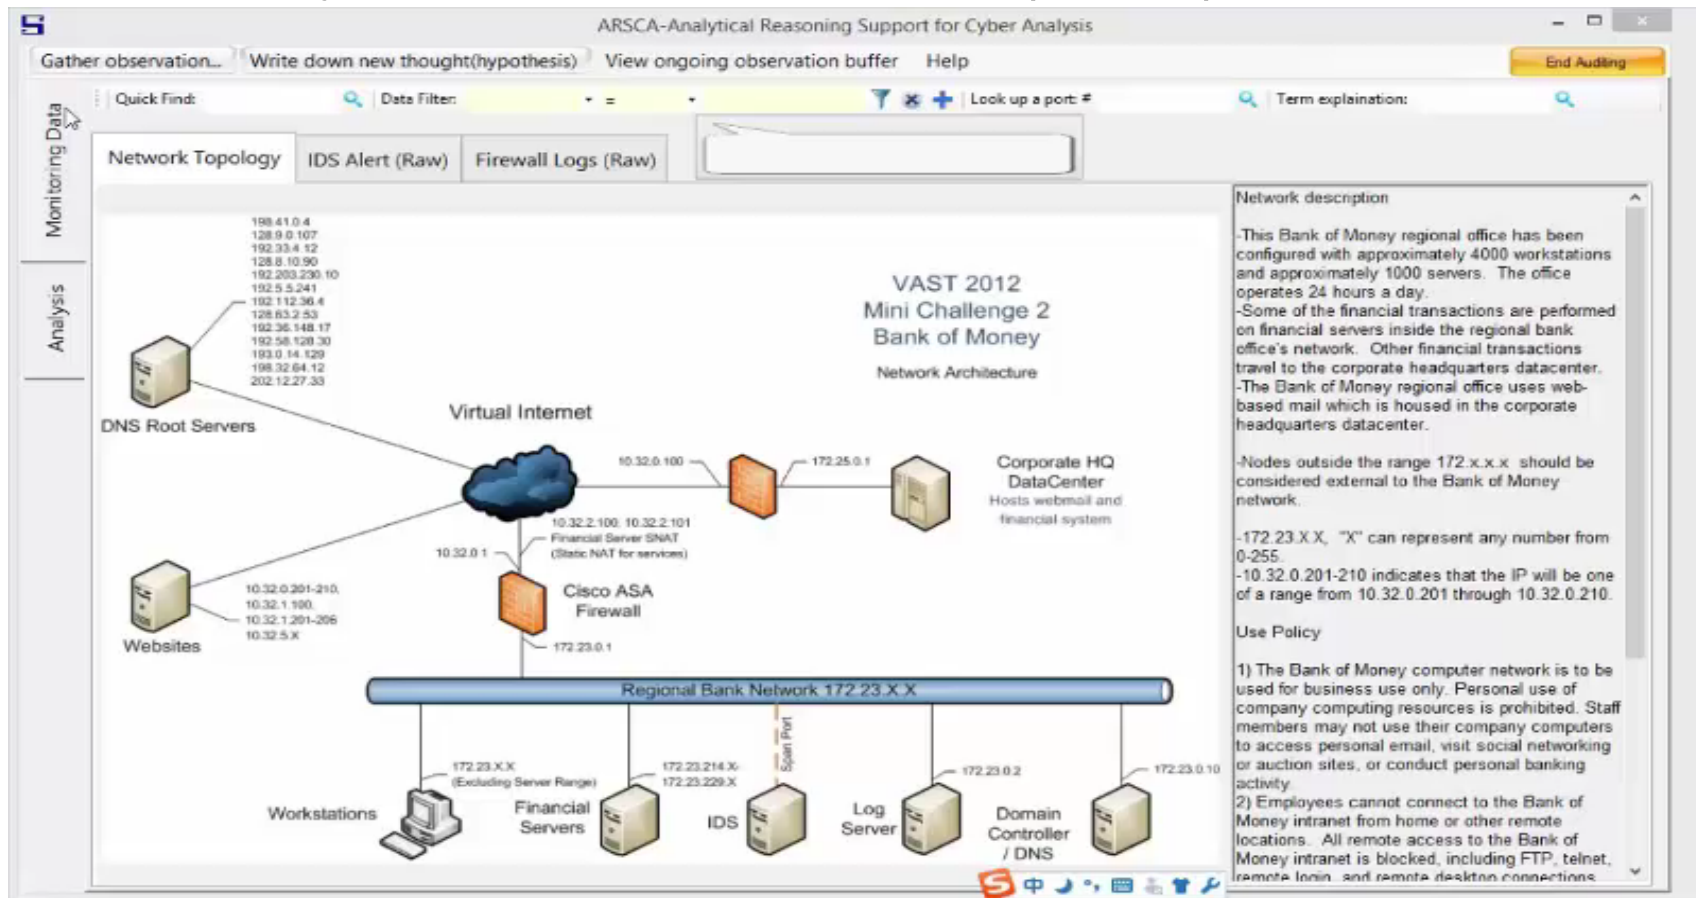 ARSCA-Analytical Reasoning Support for Cyber Analysis
Gather observation... Write down new thought(hypothesis) View ongoing observation buffer Help End Auditing
Quick Find: Data Filter: = Look up a port: # Term explaination:
Monitoring Data
Analysis
Network Topology IDS Alert (Raw) Firewall Logs (Raw)
198.41.0.4
128.9.0.107
192.33.4.12
128.8.10.90
192.203.230.10
192.5.5.241
192.112.36.4
128.63.2.53
192.36.148.17
192.58.128.30
193.0.14.129
198.32.64.12
202.12.27.33
DNS Root Servers
VAST 2012
Mini Challenge 2
Bank of Money
Network Architecture
Virtual Internet
10.32.0.100
172.25.0.1
Corporate HQ
DataCenter
Hosts webmail and
financial system
10.32.2.100, 10.32.2.101
Financial Server SNAT
(Static NAT for services)
10.32.0.1
Cisco ASA
Firewall
172.23.0.1
10.32.0.201-210,
10.32.1.100,
10.32.1.201-206
10.32.5.X
Websites
Regional Bank Network 172.23.X.X
Span Port
172.23.X.X
(Excluding Server Range)
172.23.214.X-
172.23.229.X
172.23.0.2
172.23.0.10
Workstations
Financial
Servers
IDS
Log
Server
Domain
Controller
/ DNS
Network description
-This Bank of Money regional office has been
configured with approximately 4000 workstations
and approximately 1000 servers. The office
operates 24 hours a day.
-Some of the financial transactions are performed
on financial servers inside the regional bank
office's network. Other financial transactions
travel to the corporate headquarters datacenter.
-The Bank of Money regional office uses web-
based mail which is housed in the corporate
headquarters datacenter.
-Nodes outside the range 172.x.x.x should be
considered external to the Bank of Money
network.
-172.23.X.X, "X" can represent any number from
0-255.
-10.32.0.201-210 indicates that the IP will be one
of a range from 10.32.0.201 through 10.32.0.210.
Use Policy
1) The Bank of Money computer network is to be
used for business use only. Personal use of
company computing resources is prohibited. Staff
members may not use their company computers
to access personal email, visit social networking
or auction sites, or conduct personal banking
activity.
2) Employees cannot connect to the Bank of
Money intranet from home or other remote
locations. All remote access to the Bank of
Money intranet is blocked, including FTP, telnet,
remote login, and remote desktop connections
中